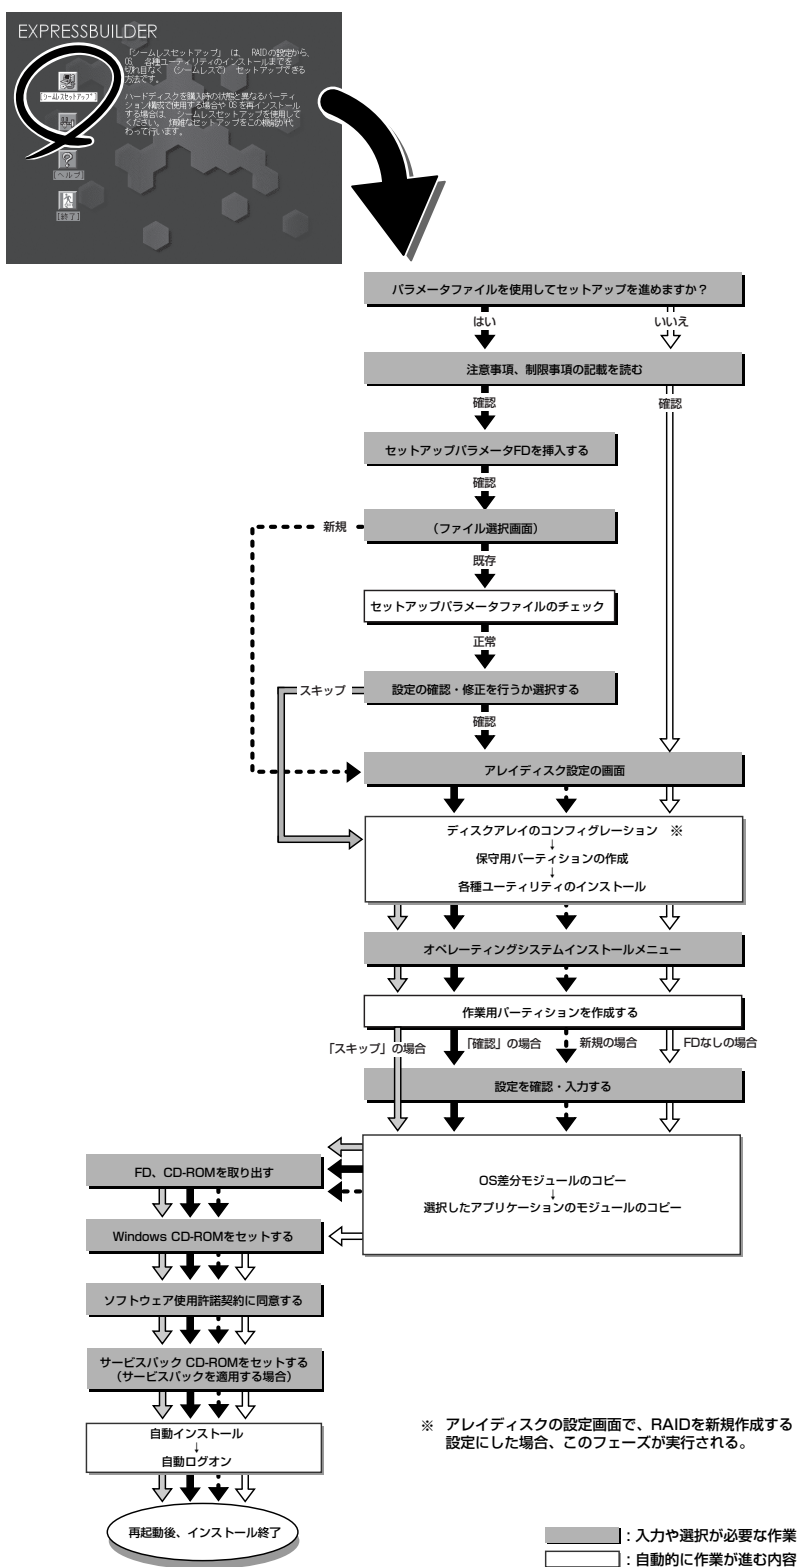 EXPRESSBUILDER
「シームレスセットアップ」 は、 RAIDの設定から、
OS、 各種ユーティリティのインストールまでを
切れ目なく (シームレスで) セットアップできる
方法です。
ハードディスクを購入時の状態と異なるパーティ
ション構成で使用する場合や OS を再インストール
する場合は、 シームレスセットアップを使用して
ください。 煩雑なセットアップをこの機能が代
わって行います。
[シームレスセットアップ]
[ヘルプ]
[終了]
パラメータファイルを使用してセットアップを進めますか？
はい
いいえ
注意事項、制限事項の記載を読む
確認
確認
セットアップパラメータFDを挿入する
確認
新規
（ファイル選択画面）
既存
セットアップパラメータファイルのチェック
正常
スキップ
設定の確認・修正を行うか選択する
確認
アレイディスク設定の画面
ディスクアレイのコンフィグレーション ※
↓
保守用パーティションの作成
↓
各種ユーティリティのインストール
オペレーティングシステムインストールメニュー
作業用パーティションを作成する
「スキップ」の場合
「確認」の場合
新規の場合
FDなしの場合
設定を確認・入力する
OS差分モジュールのコピー
↓
選択したアプリケーションのモジュールのコピー
FD、CD-ROMを取り出す
Windows CD-ROMをセットする
ソフトウェア使用許諾契約に同意する
サービスパック CD-ROMをセットする
（サービスパックを適用する場合）
自動インストール
↓
自動ログオン
再起動後、インストール終了
※ アレイディスクの設定画面で、RAIDを新規作成する
設定にした場合、このフェーズが実行される。
：入力や選択が必要な作業
：自動的に作業が進む内容